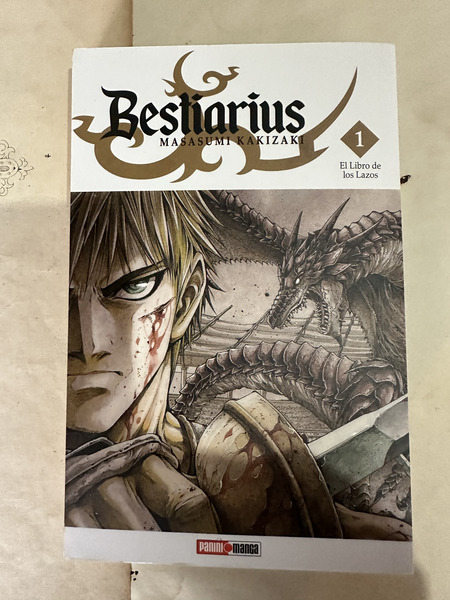 Bestiarius
MASASUMI KAKIZAKI
1
El Libro de
los Lazos
PANINI MANGA